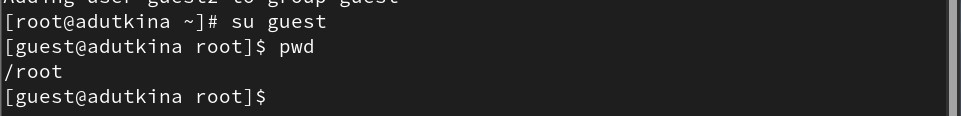 Adding user guest2 to group guest
[root@adutkina ~]# su guest
[guest@adutkina root]$ pwd
/root
[guest@adutkina root]$